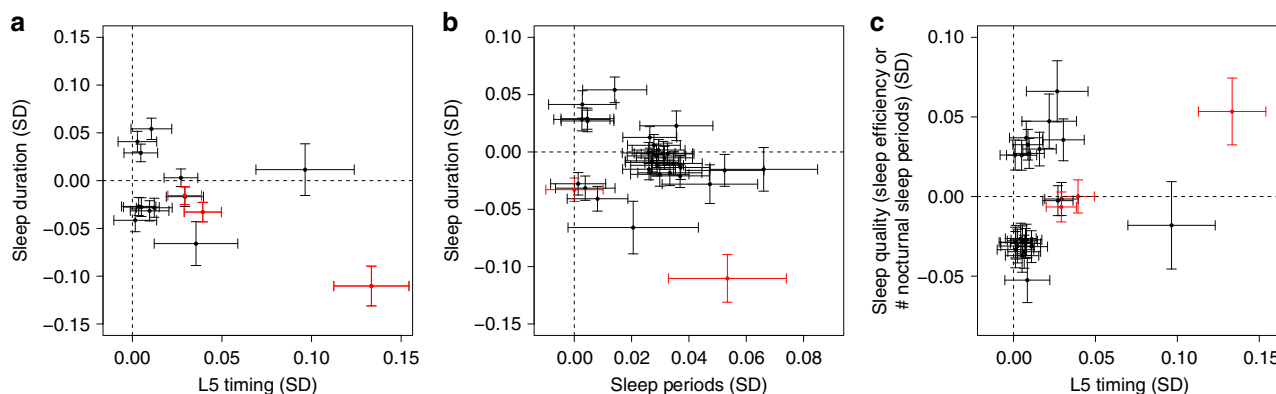 a
Sleep duration (SD)
0.15
0.10
0.05
0.00
−0.05
−0.10
−0.15
0.00 0.05 0.10 0.15
L5 timing (SD)
b
Sleep duration (SD)
0.15
0.10
0.05
0.00
−0.05
−0.10
−0.15
0.00 0.02 0.04 0.06 0.08
Sleep periods (SD)
c
Sleep quality (sleep efficiency or
# nocturnal sleep periods) (SD)
0.10
0.05
0.00
−0.05
0.00 0.05 0.10 0.15
L5 timing (SD)